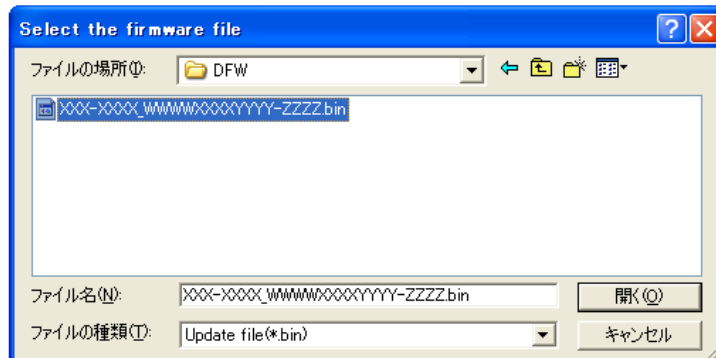 Select the firmware file
ファイルの場所(I): DFW
XXX-XXXX_WWWWXXXXYYYY-ZZZZ.bin
ファイル名(N): XXX-XXXX_WWWWXXXXYYYY-ZZZZ.bin 開く(O)
ファイルの種類(T): Update file(*.bin) キャンセル